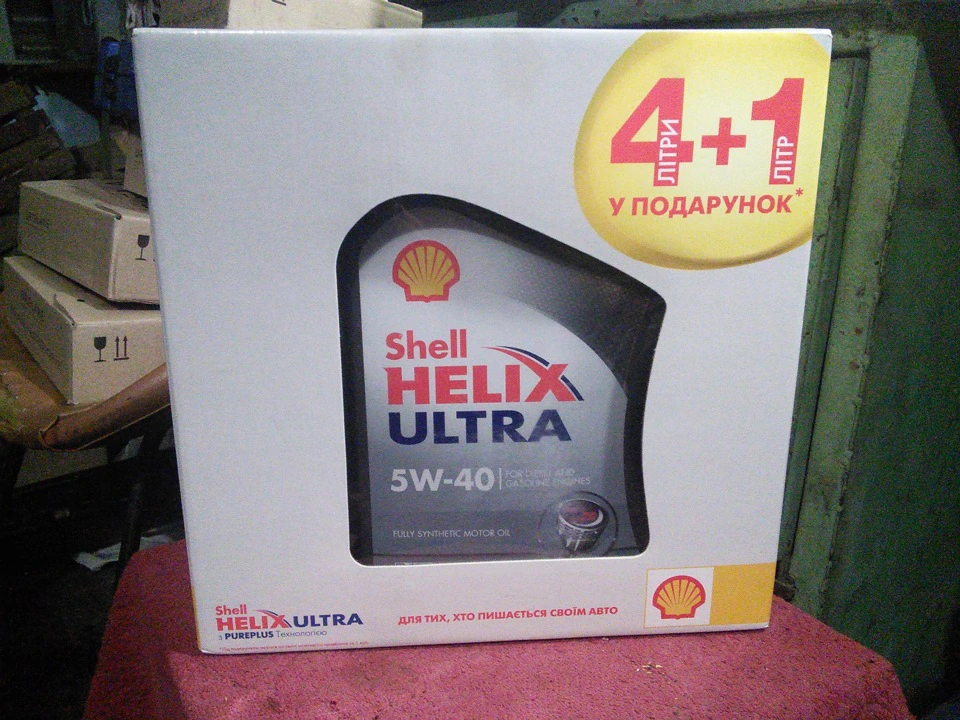 4 ЛІТРИ + 1 ЛІТР
У ПОДАРУНОК*
Shell
HELIX
ULTRA
5W-40
FOR DIESEL AND
GASOLINE ENGINES
FULLY SYNTHETIC MOTOR OIL
Shell
HELIX ULTRA
з PUREPLUS Технологією
ДЛЯ ТИХ, ХТО ПИШАЄТЬСЯ СВОЇМ АВТО